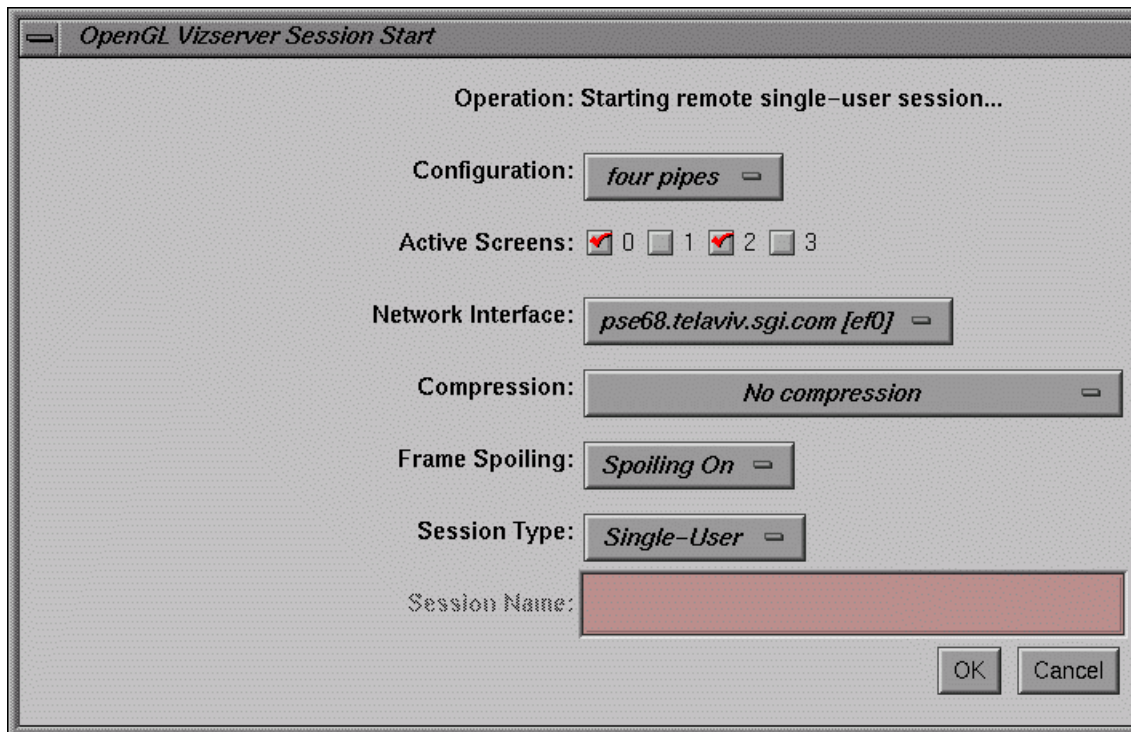 OpenGL Vizserver Session Start
Operation: Starting remote single-user session...
Configuration: four pipes
Active Screens: 0 1 2 3
Network Interface: pse68.telaviv.sgi.com [ef0]
Compression: No compression
Frame Spoiling: Spoiling On
Session Type: Single-User
Session Name:
OK Cancel